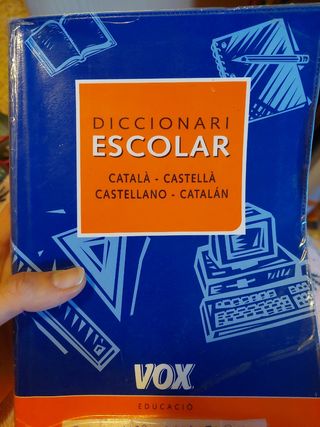 DICCIONARI
ESCOLAR
CATALÀ - CASTELLÀ
CASTELLANO - CATALÁN
VOX
EDUCACIÓ